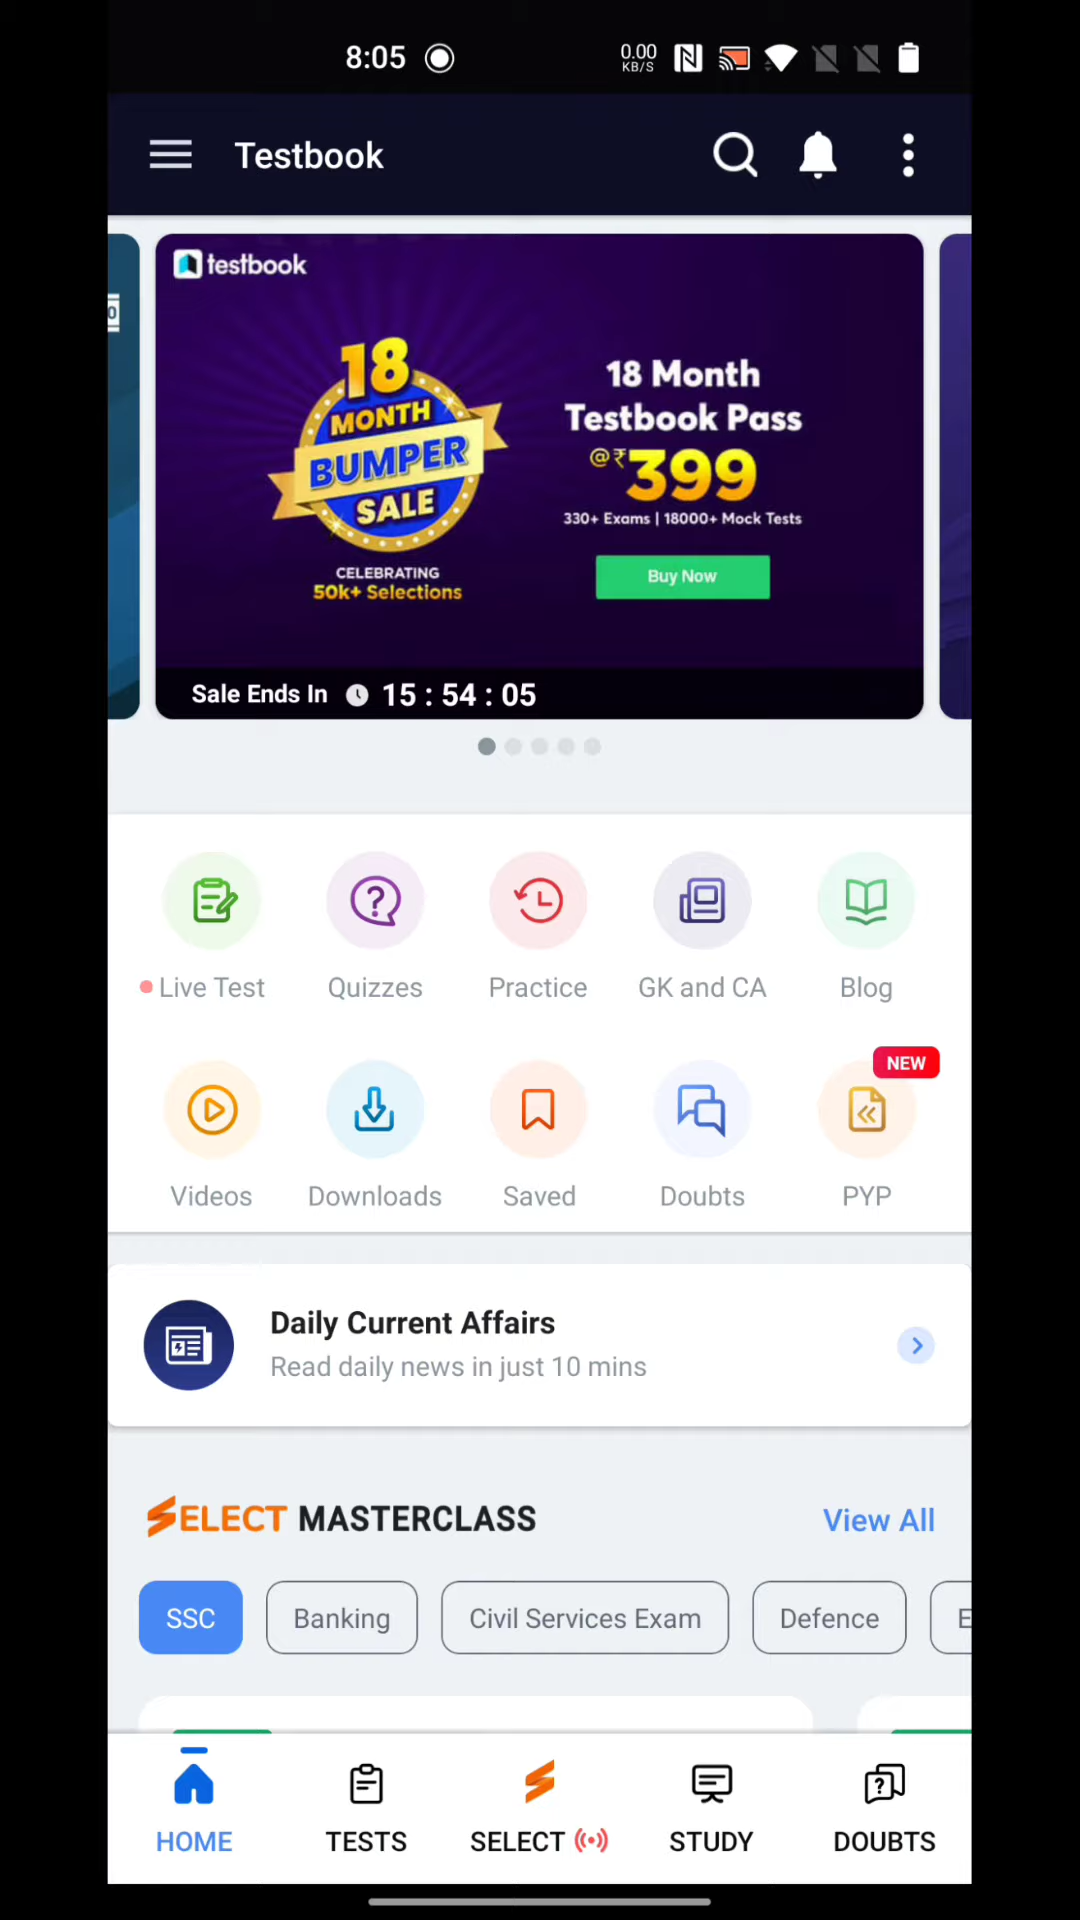 8:05
0.00
KB/S
Testbook
testbook
18
MONTH
BUMPER
SALE
CELEBRATING
50k+ Selections
18 Month
Testbook Pass
@₹399
330+ Exams | 18000+ Mock Tests
Buy Now
Sale Ends In 15 : 54 : 05
Live Test
Quizzes
Practice
GK and CA
Blog
NEW
Videos
Downloads
Saved
Doubts
PYP
Daily Current Affairs
Read daily news in just 10 mins
SELECT MASTERCLASS
View All
SSC
Banking
Civil Services Exam
Defence
E
HOME
TESTS
SELECT
STUDY
DOUBTS